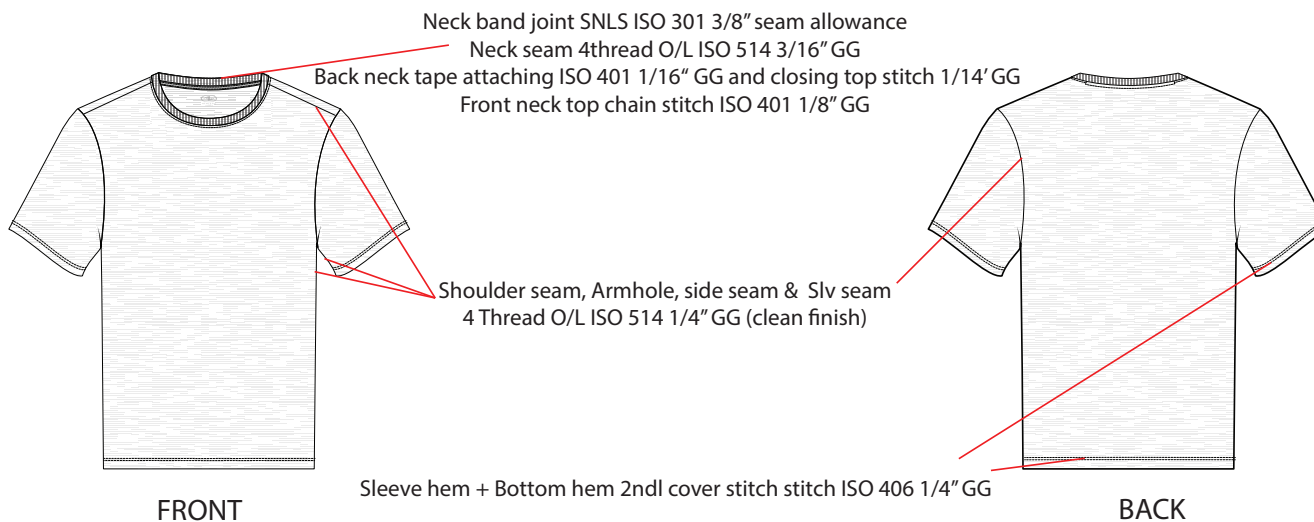 Neck band joint SNLS ISO 301 3/8” seam allowance
Neck seam 4thread O/L ISO 514 3/16” GG
Back neck tape attaching ISO 401 1/16“ GG and closing top stitch 1/14’ GG
Front neck top chain stitch ISO 401 1/8” GG
Shoulder seam, Armhole, side seam & Slv seam
4 Thread O/L ISO 514 1/4” GG (clean finish)
Sleeve hem + Bottom hem 2ndl cover stitch stitch ISO 406 1/4” GG
FRONT
BACK